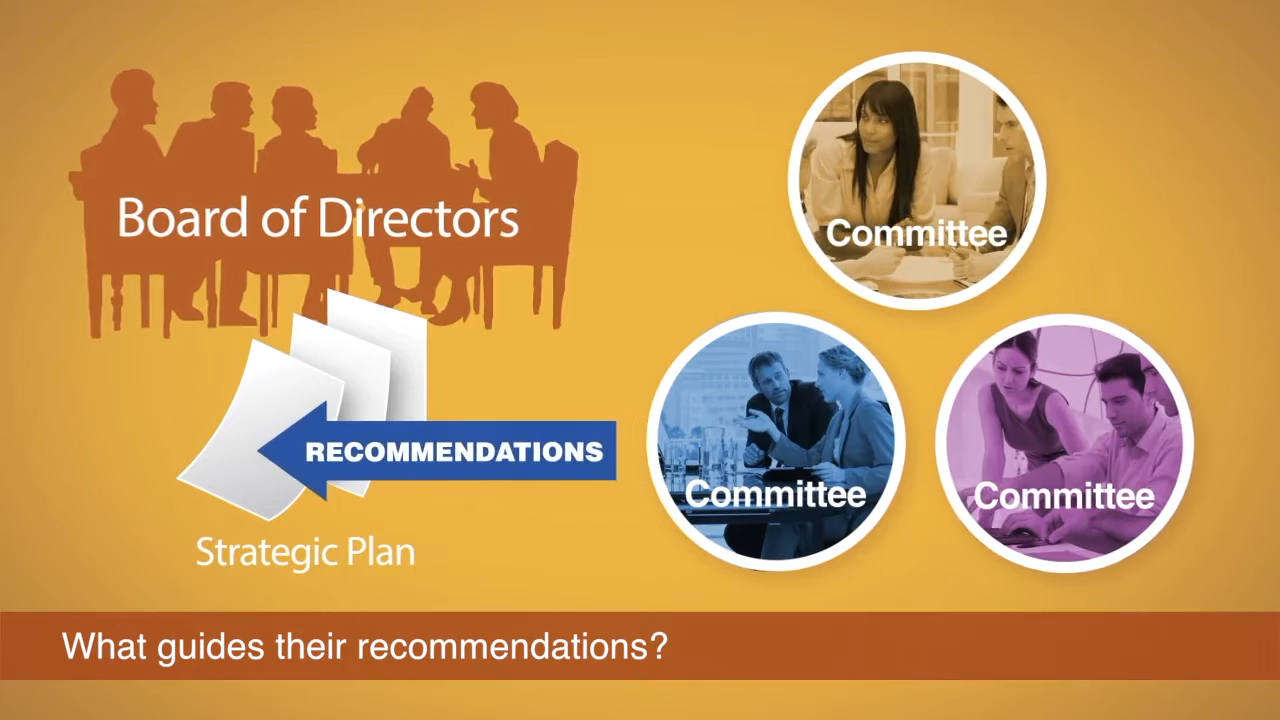 Board of Directors
Committee
RECOMMENDATIONS
Committee
Committee
Strategic Plan
What guides their recommendations?